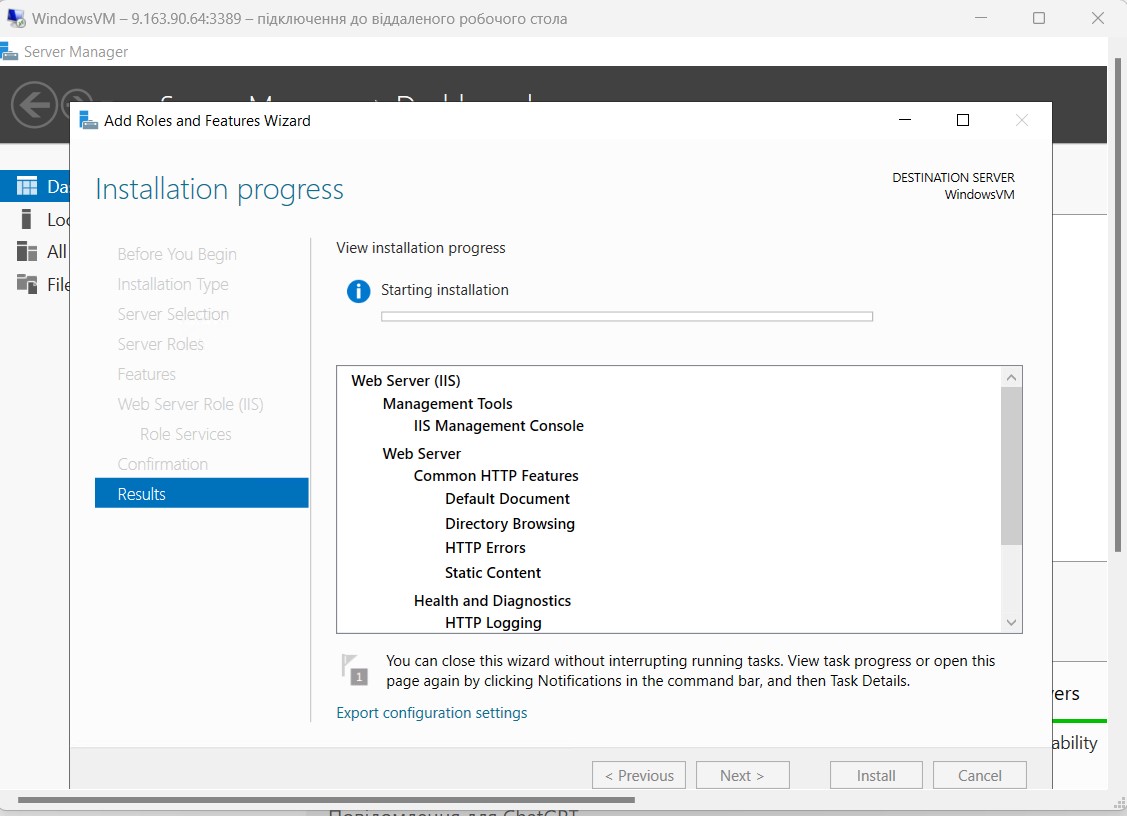 WindowsVM – 9.163.90.64:3389 – підключення до віддаленого робочого стола
Server Manager
Add Roles and Features Wizard
Installation progress
DESTINATION SERVER
WindowsVM
Da
Loc
All
File
Before You Begin
Installation Type
Server Selection
Server Roles
Features
Web Server Role (IIS)
Role Services
Confirmation
Results
View installation progress
Starting installation
Web Server (IIS)
Management Tools
IIS Management Console
Web Server
Common HTTP Features
Default Document
Directory Browsing
HTTP Errors
Static Content
Health and Diagnostics
HTTP Logging
1
You can close this wizard without interrupting running tasks. View task progress or open this
page again by clicking Notifications in the command bar, and then Task Details.
Export configuration settings
ers
ability
< Previous
Next >
Install
Cancel